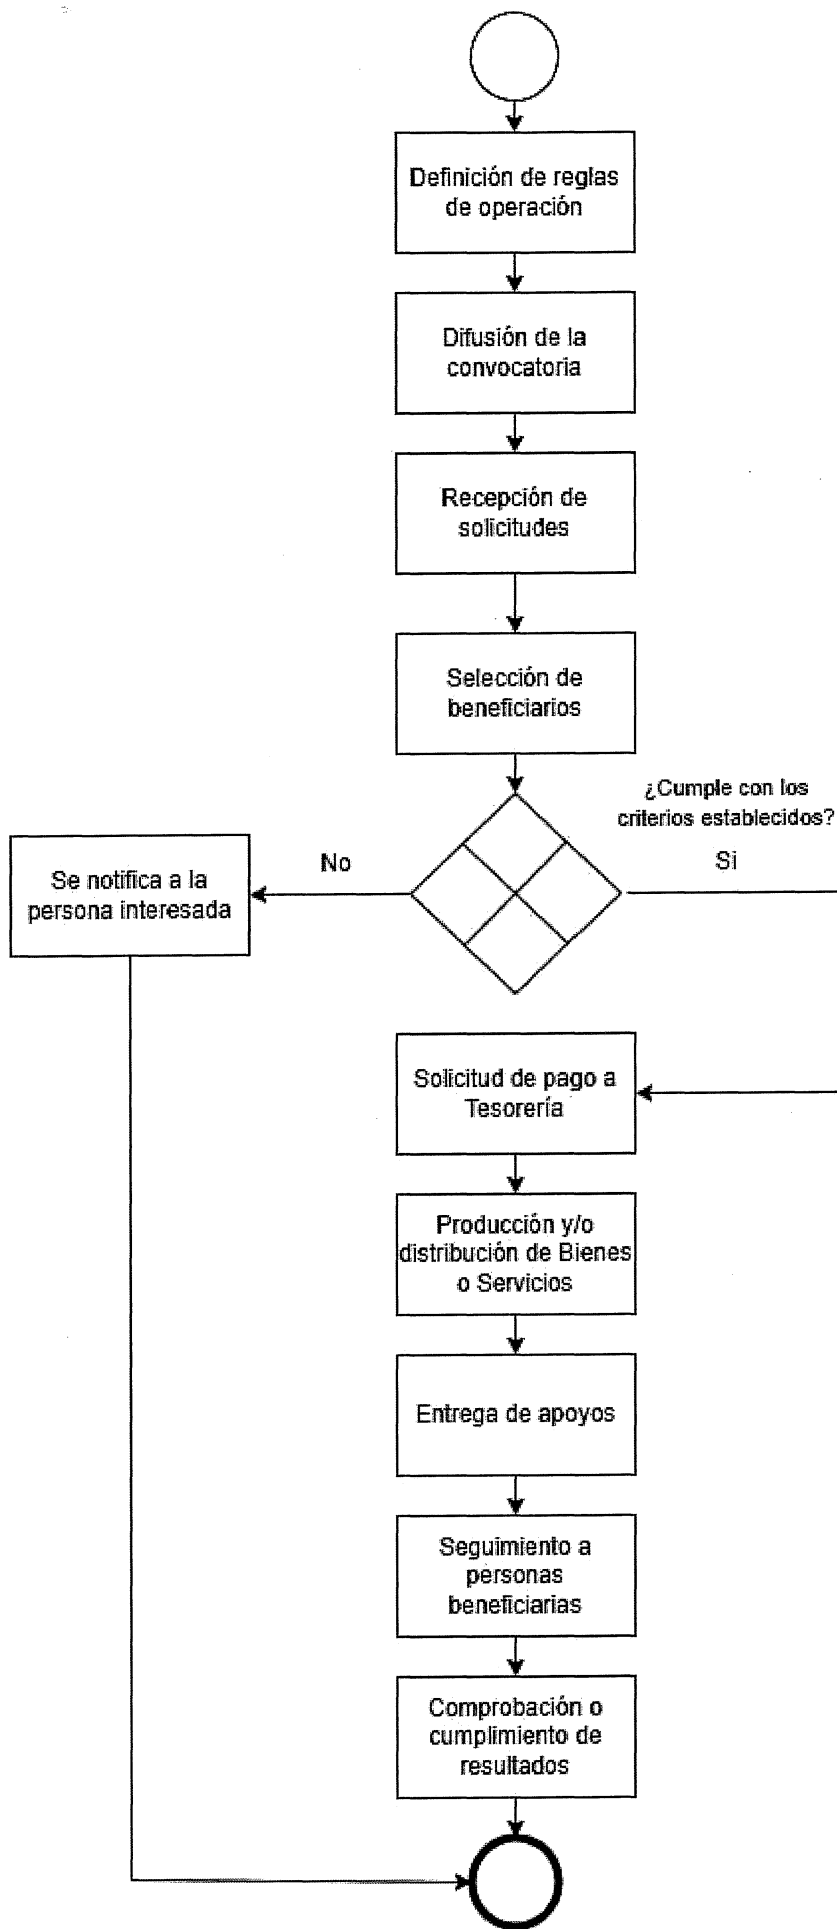 Definición de reglas
de operación
Difusión de la
convocatoria
Recepción de
solicitudes
Selección de
beneficiarios
¿Cumple con los
criterios establecidos?
No
Si
Se notifica a la
persona interesada
Solicitud de pago a
Tesorería
Producción y/o
distribución de Bienes
o Servicios
Entrega de apoyos
Seguimiento a
personas
beneficiarias
Comprobación o
cumplimiento de
resultados